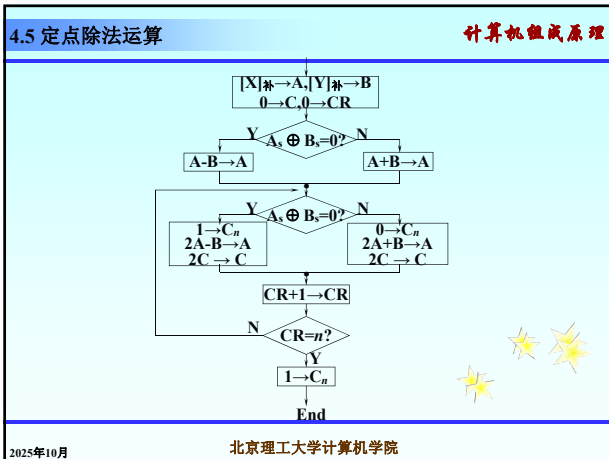 4.5 定点除法运算
计算机组成原理
[X]补→A,[Y]补→B
0→C,0→CR
Y
As ⊕ Bs=0?
N
A-B→A
A+B→A
Y
As ⊕ Bs=0?
N
1→Cn
2A-B→A
2C → C
0→Cn
2A+B→A
2C → C
CR+1→CR
N
CR=n?
Y
1→Cn
End
2025年10月
北京理工大学计算机学院